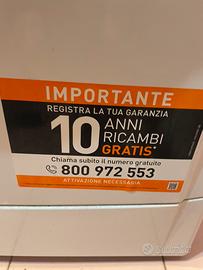 IMPORTANTE
REGISTRA LA TUA GARANZIA
10 ANNI
RICAMBI
GRATIS*
Chiama subito il numero gratuito
800 972 553
ATTIVAZIONE NECESSARIA